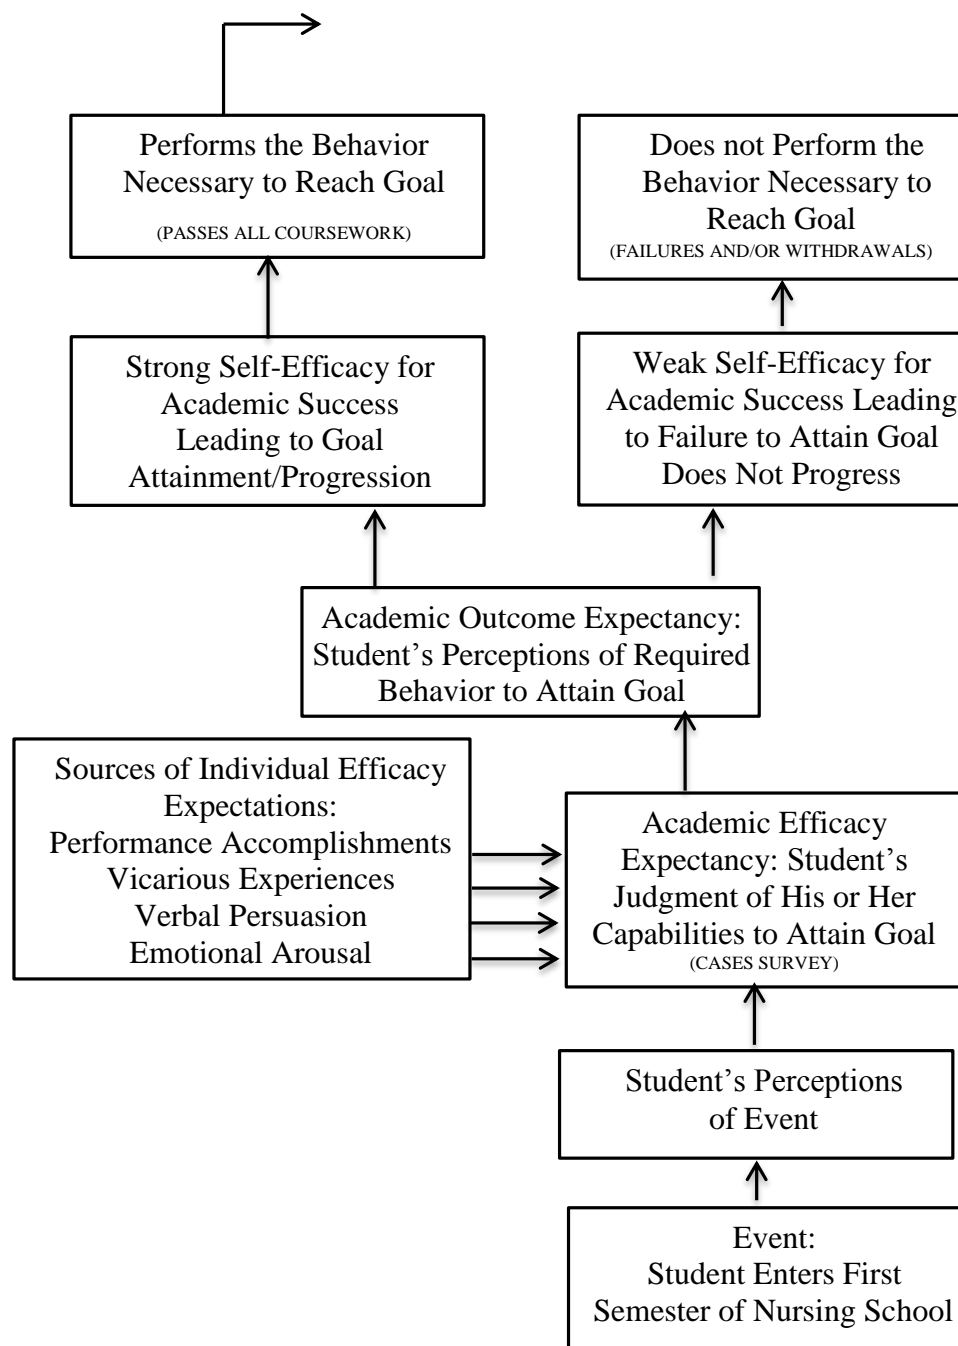 Performs the Behavior
Necessary to Reach Goal
(PASSES ALL COURSEWORK)
Does not Perform the
Behavior Necessary to
Reach Goal
(FAILURES AND/OR WITHDRAWALS)
Strong Self-Efficacy for
Academic Success
Leading to Goal
Attainment/Progression
Weak Self-Efficacy for
Academic Success Leading
to Failure to Attain Goal
Does Not Progress
Academic Outcome Expectancy:
Student’s Perceptions of Required
Behavior to Attain Goal
Sources of Individual Efficacy
Expectations:
Performance Accomplishments
Vicarious Experiences
Verbal Persuasion
Emotional Arousal
Academic Efficacy
Expectancy: Student’s
Judgment of His or Her
Capabilities to Attain Goal
(CASES SURVEY)
Student’s Perceptions
of Event
Event:
Student Enters First
Semester of Nursing School